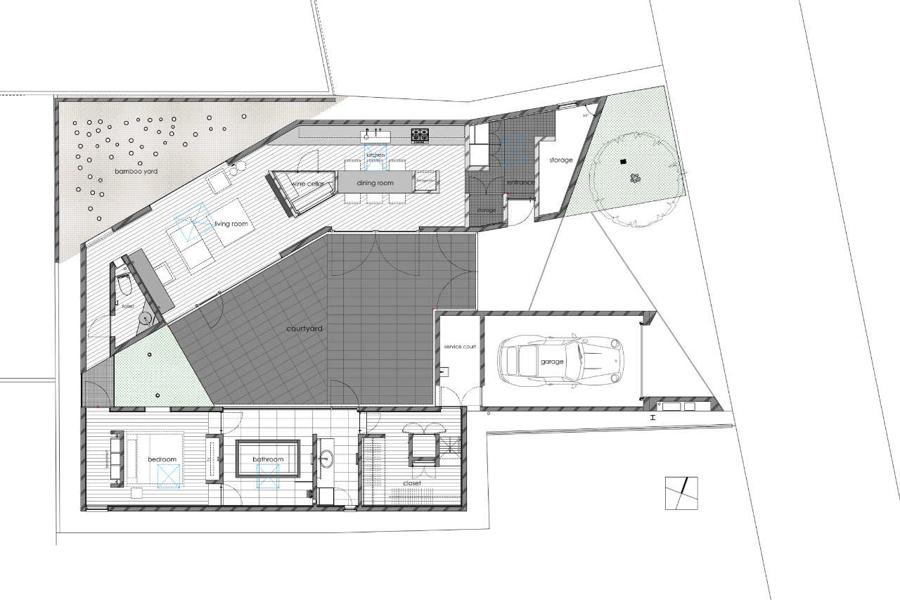 bamboo yard
kitchen
wine cellar
dining room
storage
entrance
storage
living room
toilet
courtyard
service court
garage
bedroom
bathroom
closet